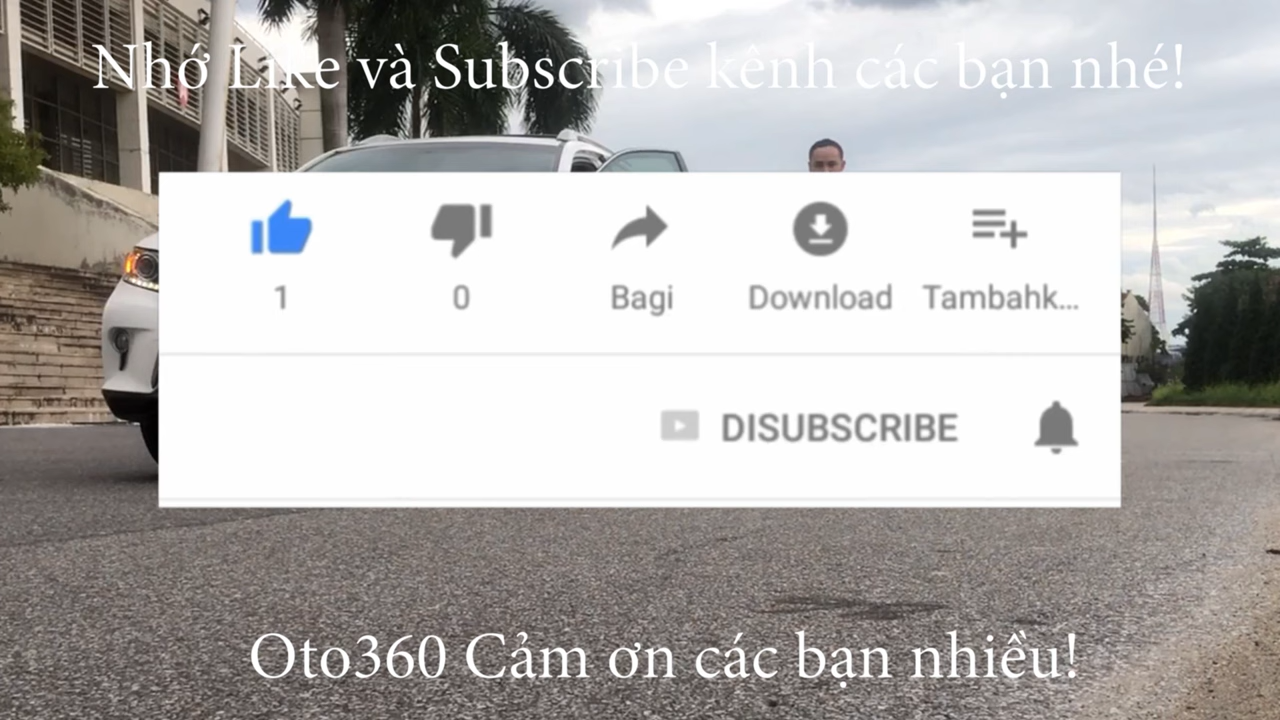 Nhớ Like và Subscribe kênh các bạn nhé!
1 0 Bagi Download Tambahk...
DISUBSCRIBE
Oto360 Cảm ơn các bạn nhiều!